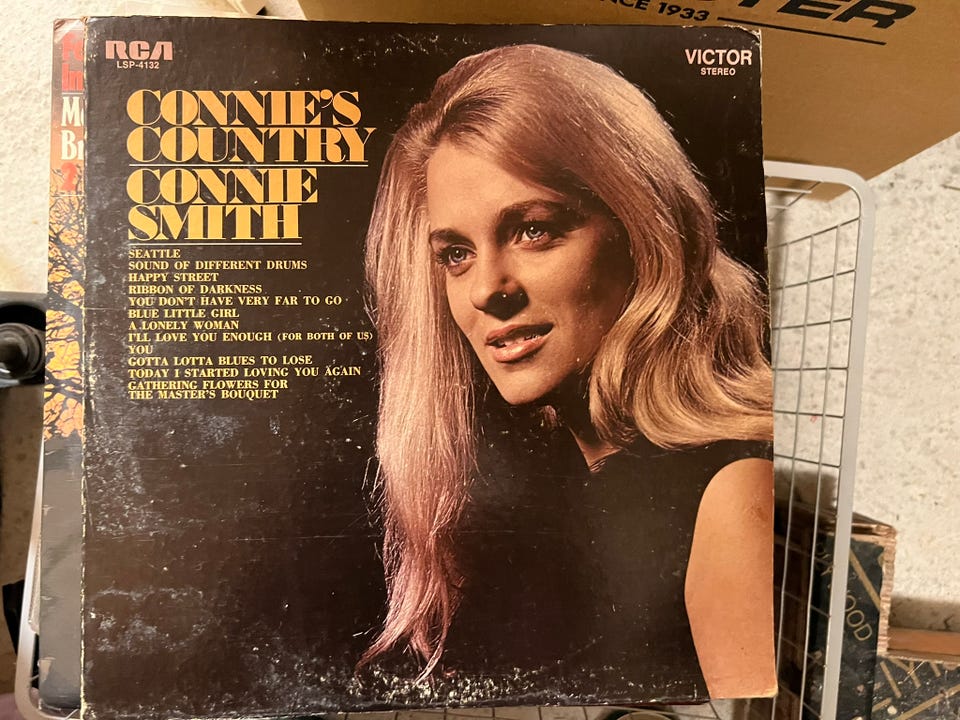 RCA
LSP-4132
VICTOR
STEREO
CONNIE'S
COUNTRY
CONNIE
SMITH
SEATTLE
SOUND OF DIFFERENT DRUMS
HAPPY STREET
RIBBON OF DARKNESS
YOU DON'T HAVE VERY FAR TO GO
BLUE LITTLE GIRL
A LONELY WOMAN
I'LL LOVE YOU ENOUGH (FOR BOTH OF US)
YOU
GOTTA LOTTA BLUES TO LOSE
TODAY I STARTED LOVING YOU AGAIN
GATHERING FLOWERS FOR
THE MASTER'S BOUQUET
1933